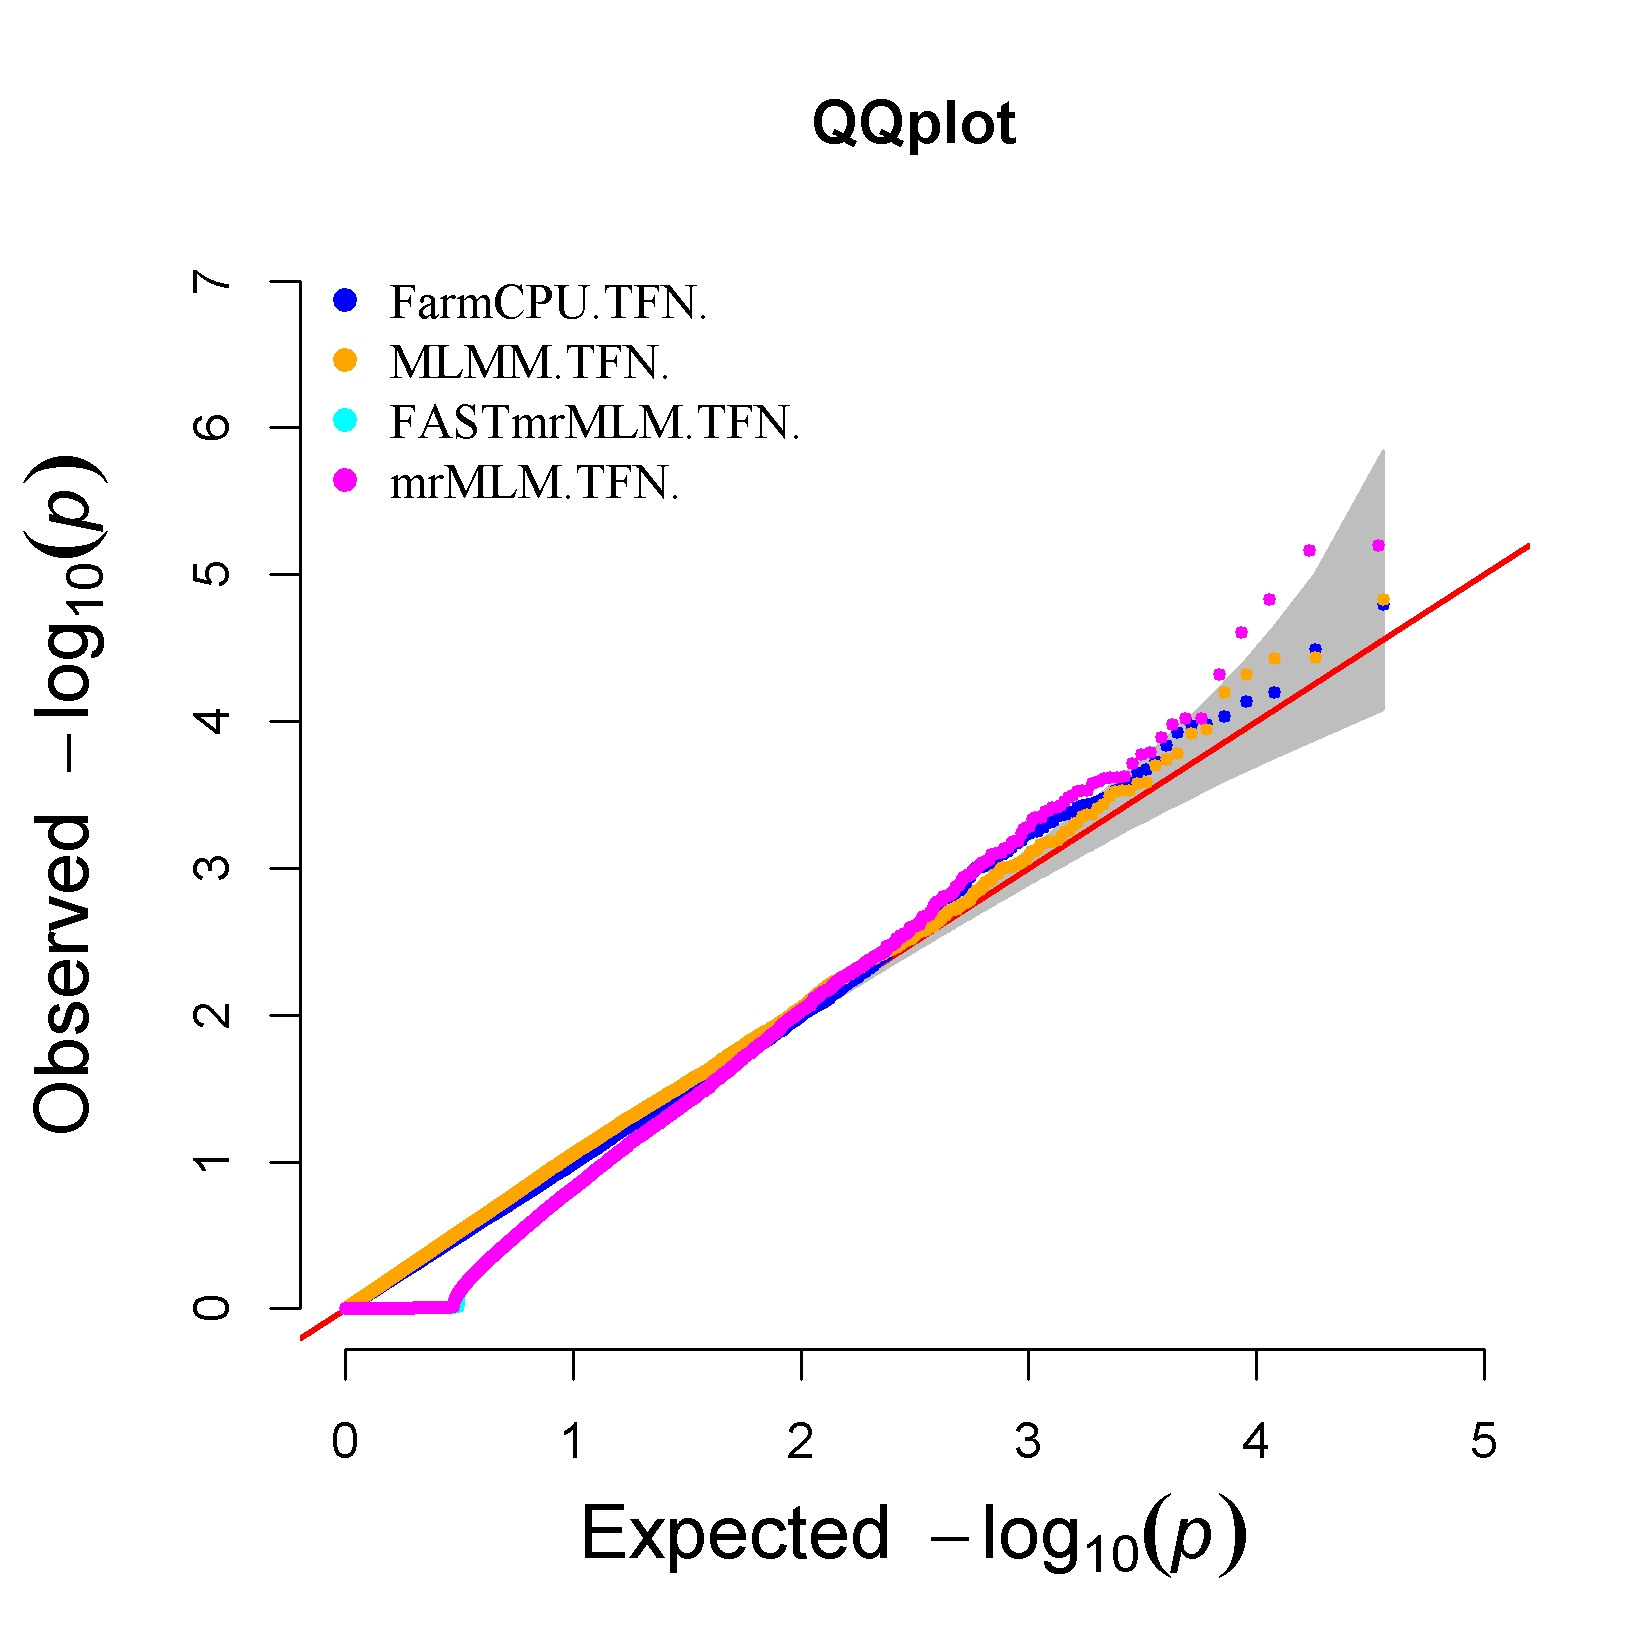 QQplot
FarmCPU.TFN.
MLMM.TFN.
FASTmrMLM.TFN.
mrMLM.TFN.
Observed −log10(p)
7
6
5
4
3
2
1
0
0 1 2 3 4 5
Expected −log10(p)